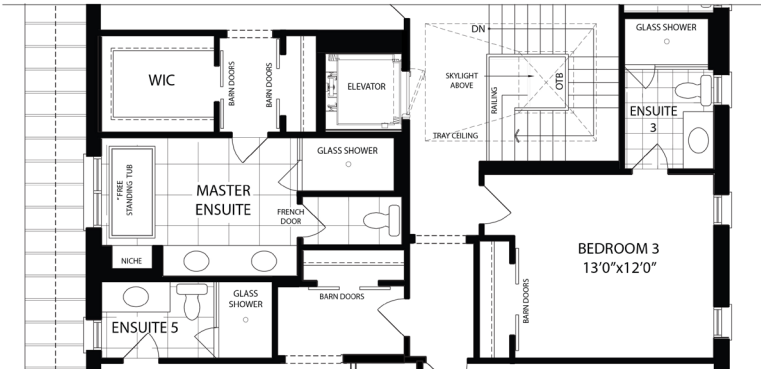 GLASS SHOWER
DN
WIC
BARN DOORS
BARN DOORS
ELEVATOR
SKYLIGHT
ABOVE
OTB
RAILING
TRAY CEILING
ENSUITE
3
GLASS SHOWER
"FREE
STANDING TUB
MASTER
ENSUITE
FRENCH
DOOR
NICHE
BEDROOM 3
13'0"x12'0"
BARN DOORS
BARN DOORS
GLASS
SHOWER
ENSUITE 5